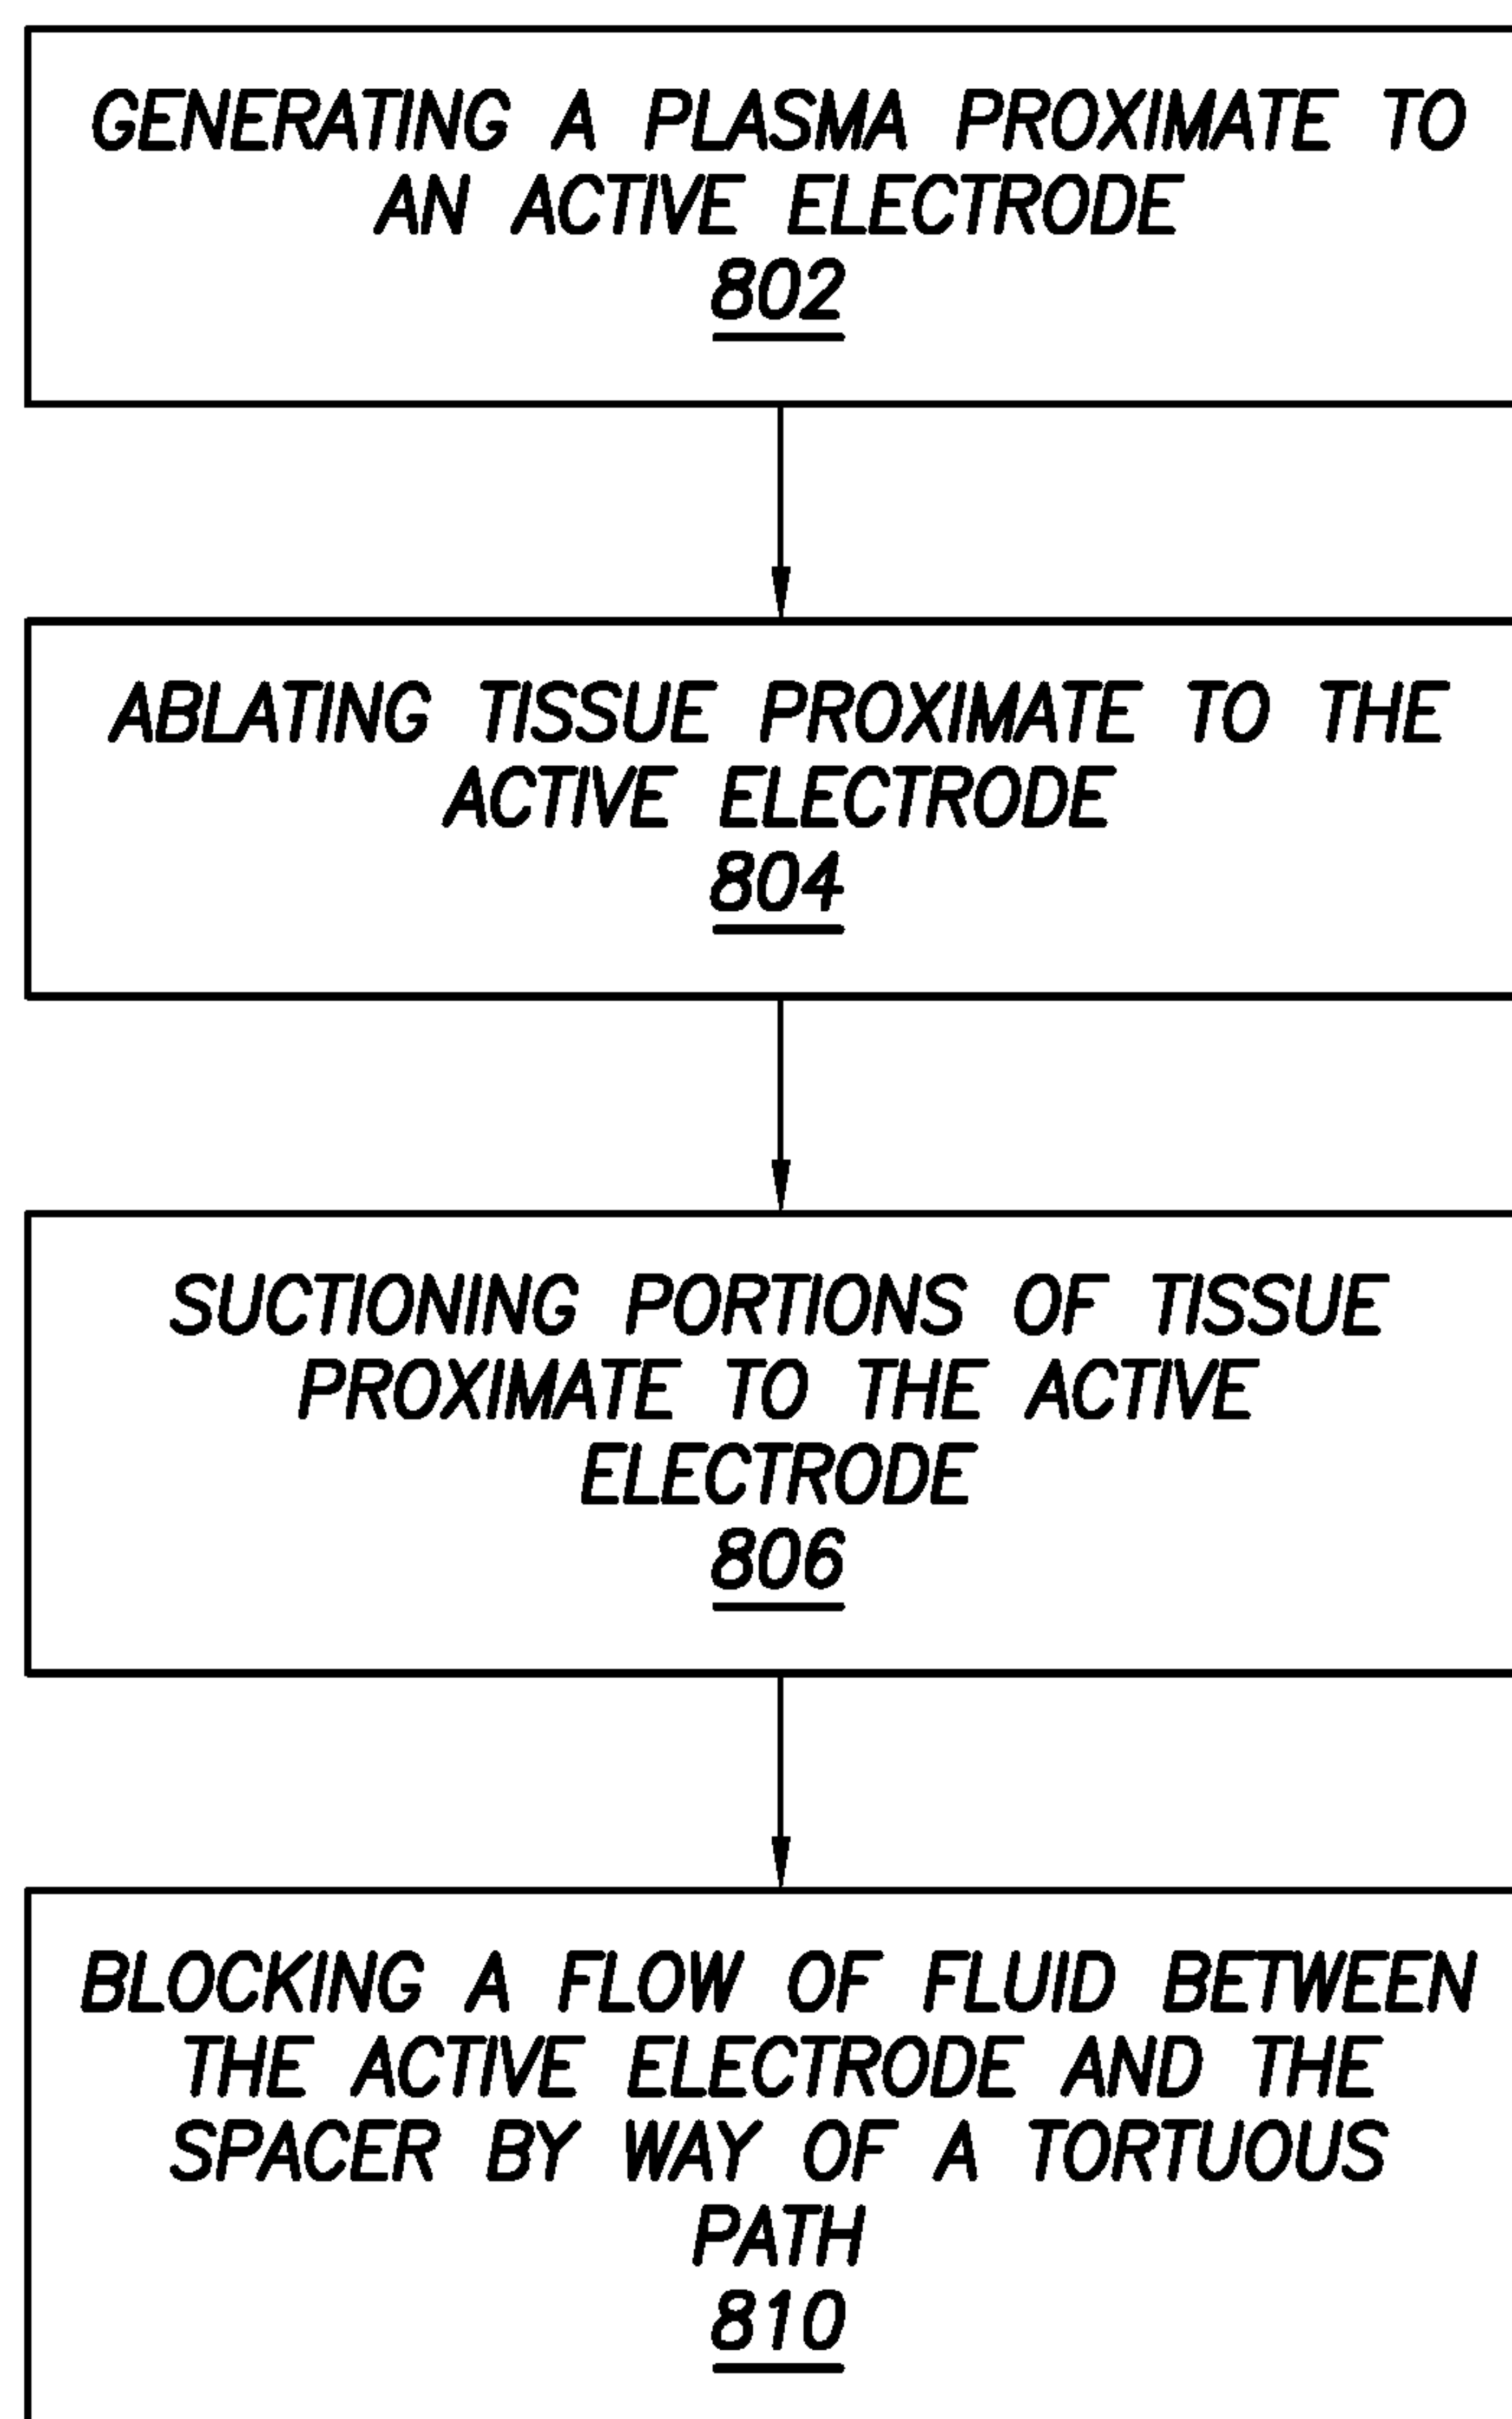 GENERATING A PLASMA PROXIMATE TO
AN ACTIVE ELECTRODE
802
ABLATING TISSUE PROXIMATE TO THE
ACTIVE ELECTRODE
804
SUCTIONING PORTIONS OF TISSUE
PROXIMATE TO THE ACTIVE
ELECTRODE
806
BLOCKING A FLOW OF FLUID BETWEEN
THE ACTIVE ELECTRODE AND THE
SPACER BY WAY OF A TORTUOUS
PATH
810